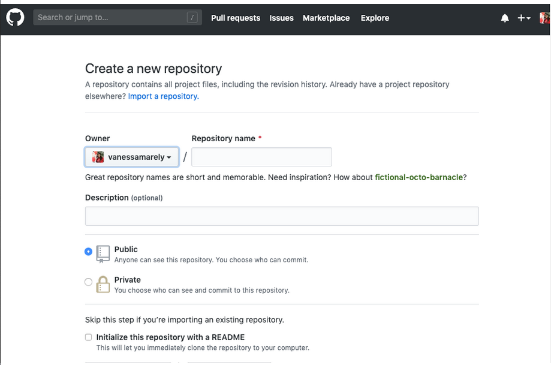 Search or jump to... /
Pull requests Issues Marketplace Explore
Create a new repository
A repository contains all project files, including the revision history. Already have a project repository
elsewhere? Import a repository.
Owner Repository name *
vanessamarely / 
Great repository names are short and memorable. Need inspiration? How about fictional-octo-barnacle?
Description (optional)
Public
Anyone can see this repository. You choose who can commit.
Private
You choose who can see and commit to this repository.
Skip this step if you're importing an existing repository.
Initialize this repository with a README
This will let you immediately clone the repository to your computer.